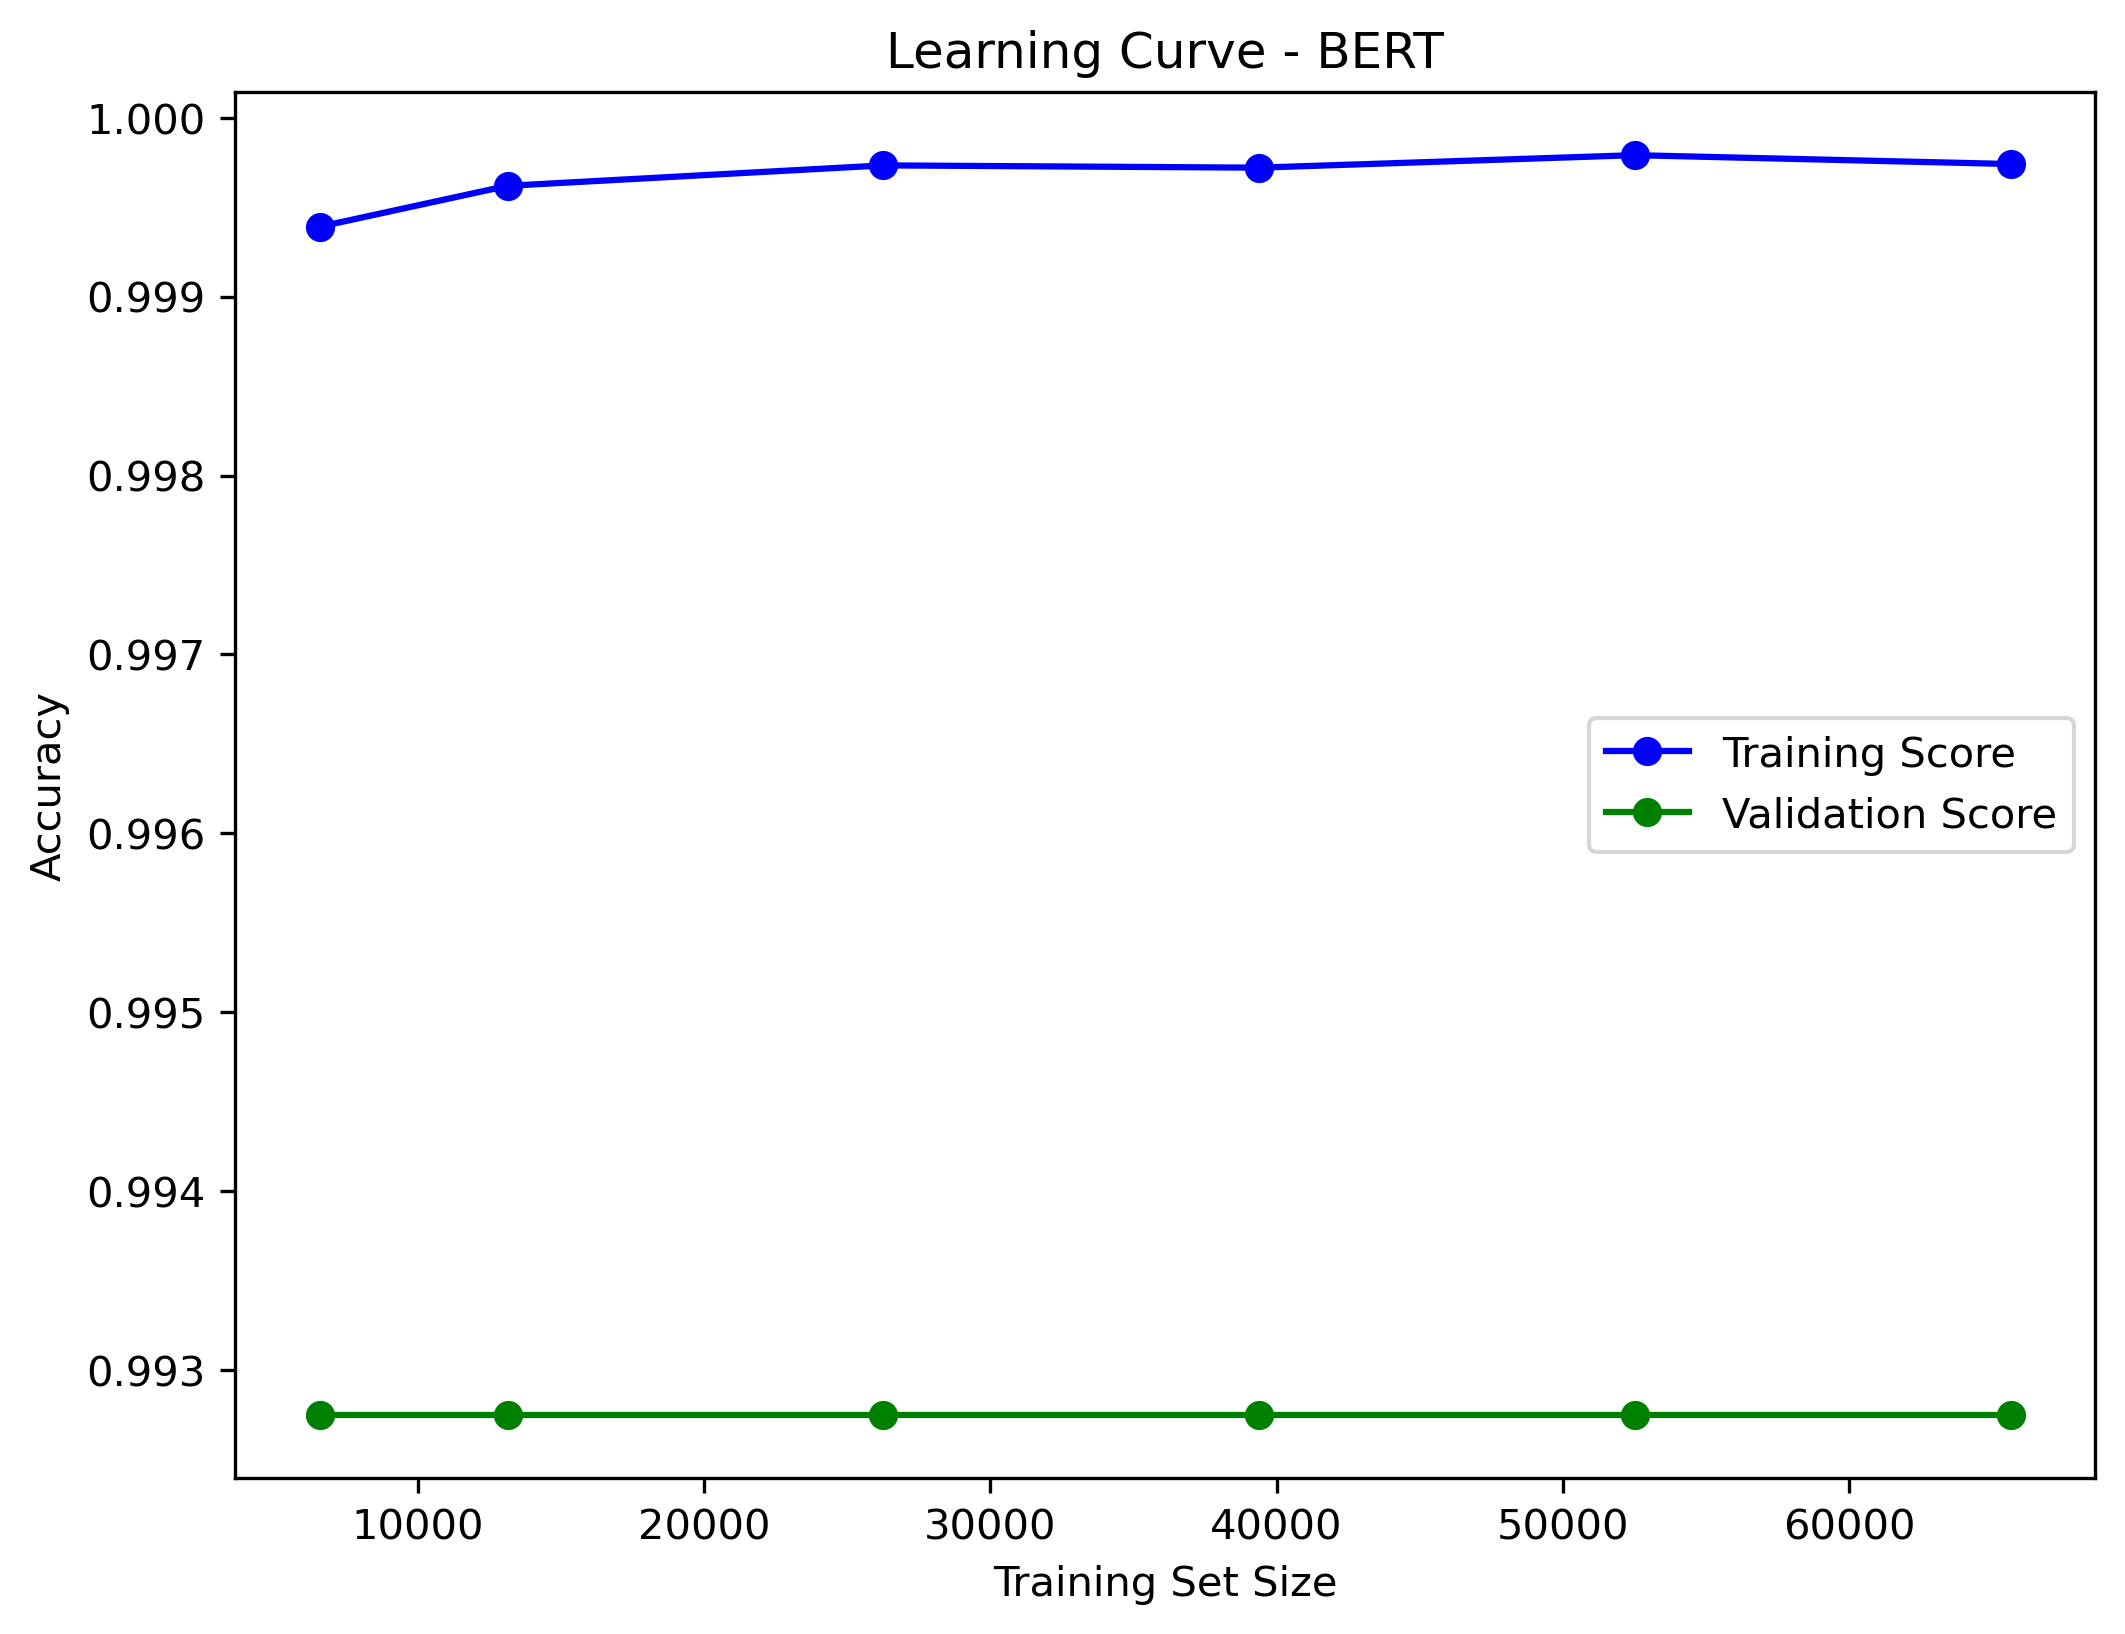 Learning Curve - BERT
1.000
0.999
0.998
0.997
0.996
0.995
0.994
0.993
Accuracy
Training Score
Validation Score
10000 20000 30000 40000 50000 60000
Training Set Size